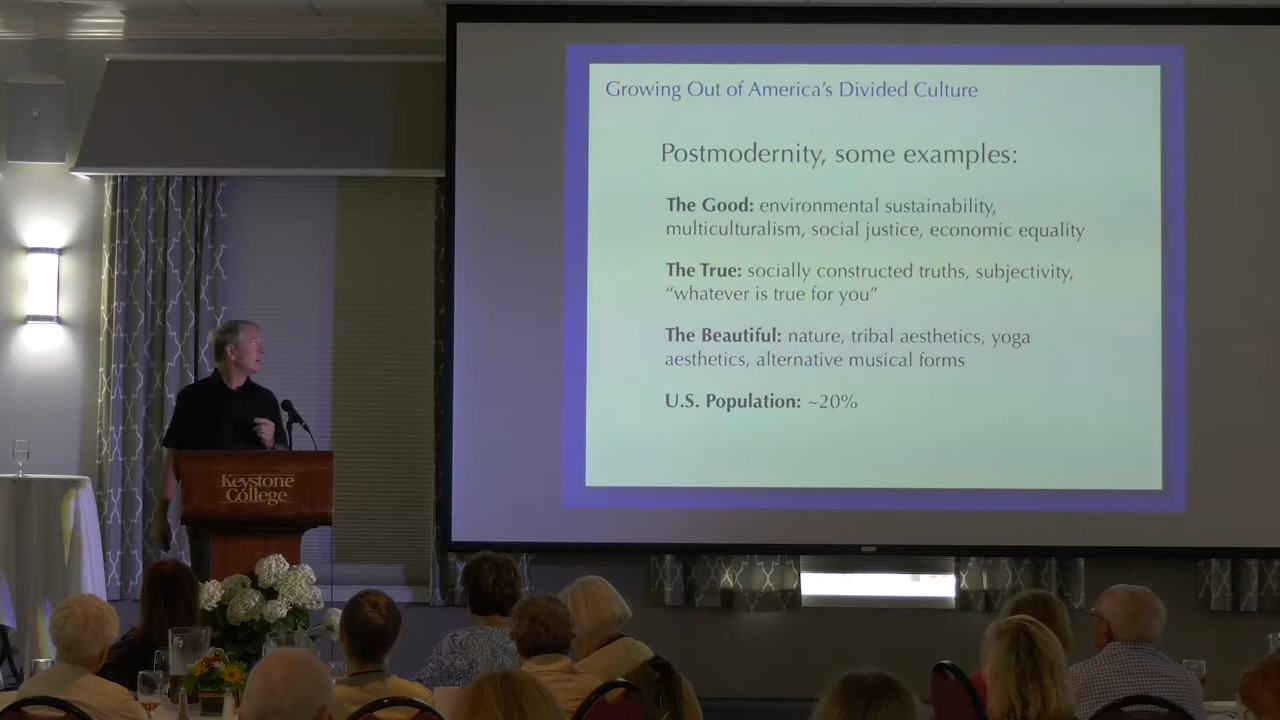 Growing Out of America's Divided Culture
Postmodernity, some examples:
The Good: environmental sustainability,
multiculturalism, social justice, economic equality
The True: socially constructed truths, subjectivity,
"whatever is true for you"
The Beautiful: nature, tribal aesthetics, yoga
aesthetics, alternative musical forms
U.S. Population: ~20%
Keystone
College